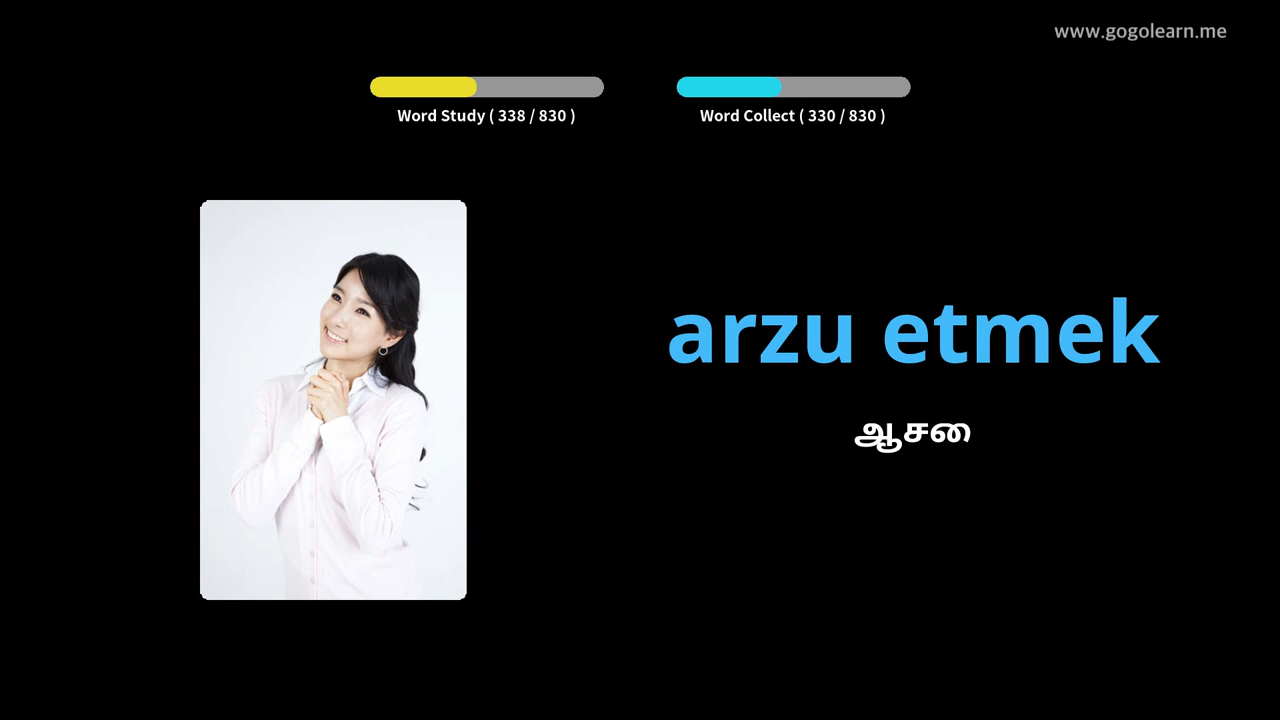 www.gogolearn.me
Word Study ( 338 / 830 )
Word Collect ( 330 / 830 )
arzu etmek
ஆசை